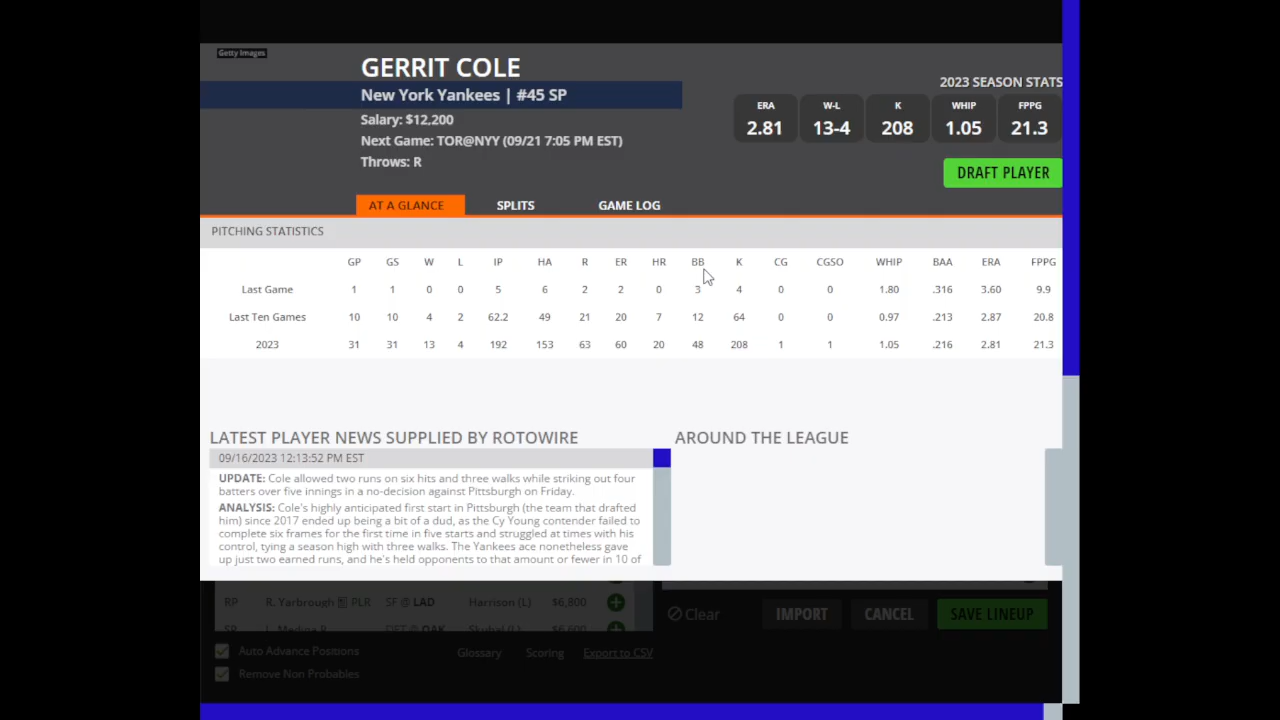 Getty Images
GERRIT COLE
New York Yankees | #45 SP
Salary: $12,200
Next Game: TOR@NYY (09/21 7:05 PM EST)
Throws: R
2023 SEASON STATS
ERA W-L K WHIP FPPG
2.81 13-4 208 1.05 21.3
DRAFT PLAYER
AT A GLANCE SPLITS GAME LOG
PITCHING STATISTICS
GP GS W L IP HA R ER HR BB K CG CGSO WHIP BAA ERA FPPG
Last Game 1 1 0 0 5 6 2 2 0 3 4 0 0 1.80 .316 3.60 9.9
Last Ten Games 10 10 4 2 62.2 49 21 20 7 12 64 0 0 0.97 .213 2.87 20.8
2023 31 31 13 4 192 153 63 60 20 48 208 1 1 1.05 .216 2.81 21.3
LATEST PLAYER NEWS SUPPLIED BY ROTOWIRE
09/16/2023 12:13:52 PM EST
UPDATE: Cole allowed two runs on six hits and three walks while striking out four
batters over five innings in a no-decision against Pittsburgh on Friday.
ANALYSIS: Cole's highly anticipated first start in Pittsburgh (the team that drafted
him) since 2017 ended up being a bit of a dud, as the Cy Young contender failed to
complete six frames for the first time in five starts and struggled at times with his
control, tying a season high with three walks. The Yankees ace nonetheless gave
up just two earned runs, and he's held opponents to that amount or fewer in 10 of
AROUND THE LEAGUE
RP R. Yarbrough PLR SF @ LAD Harrison (L) $6,800
SP L. Medina R DET @ OAK Skubal (L) $6,600
Clear IMPORT CANCEL SAVE LINEUP
Auto Advance Positions Glossary Scoring Export to CSV
Remove Non Probables